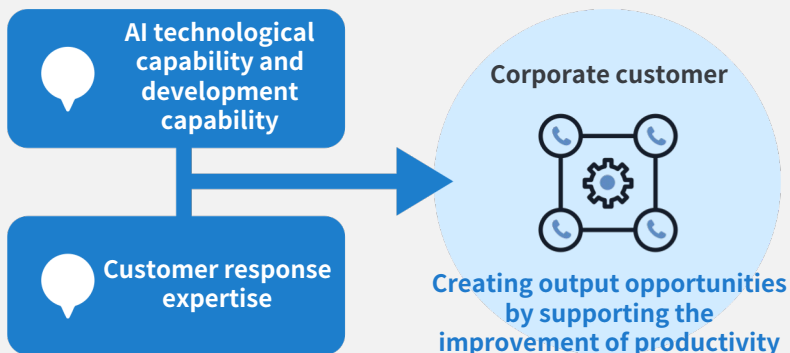 AI technological
capability and
development
capability
Customer response
expertise
Corporate customer
Creating output opportunities
by supporting the
improvement of productivity